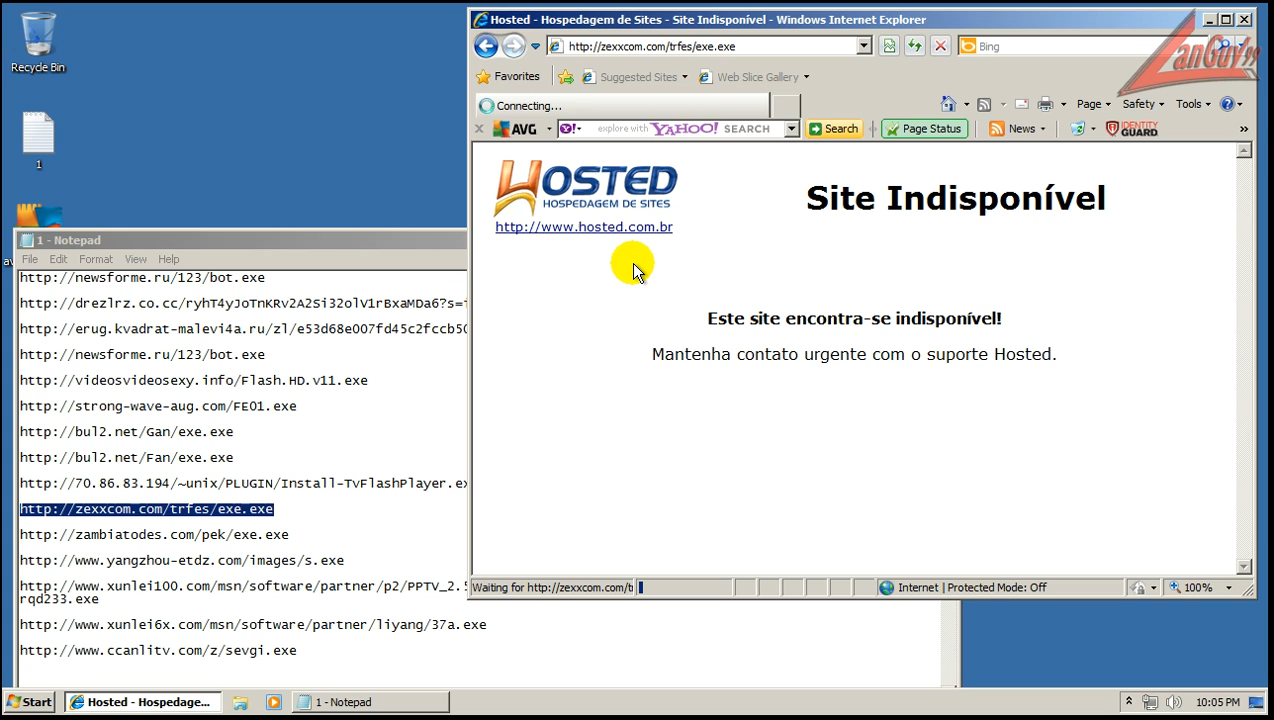 Recycle Bin
1
Hosted - Hospedagem de Sites - Site Indisponível - Windows Internet Explorer
http://zexxcom.com/trfes/exe.exe
Bing
Favorites
Suggested Sites
Web Slice Gallery
Connecting...
Page
Safety
Tools
AVG
Y!
explore with YAHOO! SEARCH
Search
Page Status
News
IDENTITY GUARD
»
HOSTED
HOSPEDAGEM DE SITES
http://www.hosted.com.br
Site Indisponível
Este site encontra-se indisponível!
Mantenha contato urgente com o suporte Hosted.
Waiting for http://zexxcom.com/t
Internet | Protected Mode: Off
100%
1 - Notepad
File Edit Format View Help
http://newsforme.ru/123/bot.exe
http://drezlrz.co.cc/ryhT4yJoTnKRv2A2Si32olV1rBxaMDa6?s=
http://erug.kvadrat-malevi4a.ru/zl/e53d68e007fd45c2fccb5
http://newsforme.ru/123/bot.exe
http://videosvideosexy.info/Flash.HD.v11.exe
http://strong-wave-aug.com/FE01.exe
http://bul2.net/Gan/exe.exe
http://bul2.net/Fan/exe.exe
http://70.86.83.194/~unix/PLUGIN/Install-TvFlashPlayer.ex
http://zexxcom.com/trfes/exe.exe
http://zambiatodes.com/pek/exe.exe
http://www.yangzhou-etdz.com/images/s.exe
http://www.xunlei100.com/msn/software/partner/p2/PPTV_2.
rqd233.exe
http://www.xunlei6x.com/msn/software/partner/liyang/37a.exe
http://www.ccanlitv.com/z/sevgi.exe
Start
Hosted - Hospedage...
1 - Notepad
10:05 PM